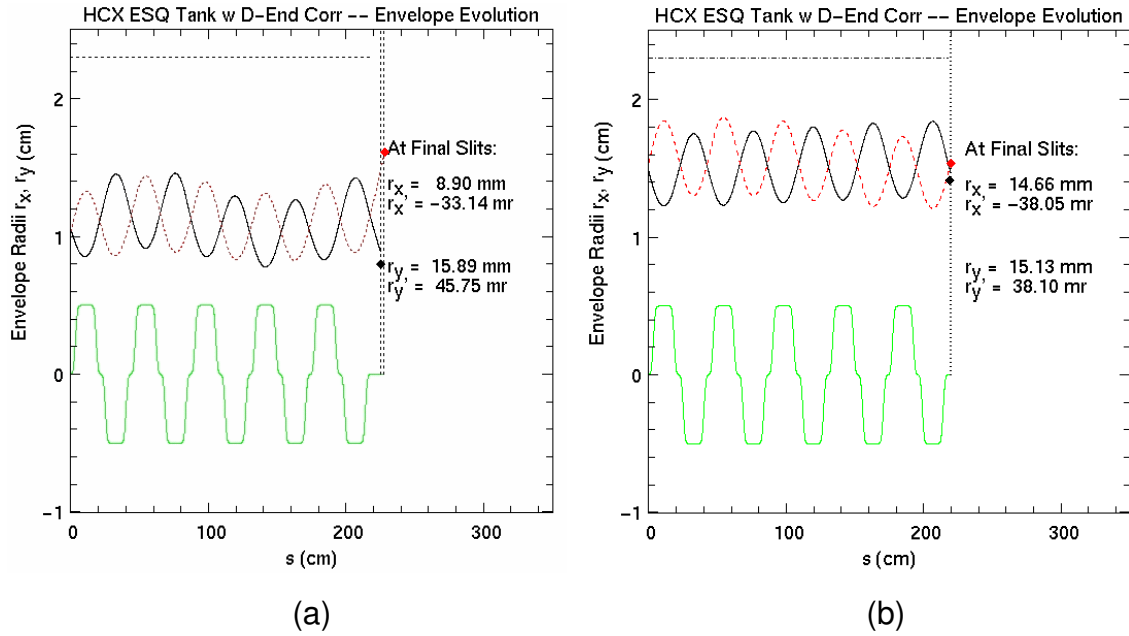 HCX ESQ Tank w D-End Corr -- Envelope Evolution
Envelope Radii rx, ry (cm)
2
1
0
-1
At Final Slits:
rx = 8.90 mm
rx' = -33.14 mr
ry = 15.89 mm
ry' = 45.75 mr
0
100
200
300
s (cm)
(a)
HCX ESQ Tank w D-End Corr -- Envelope Evolution
Envelope Radii rx, ry (cm)
2
1
0
-1
At Final Slits:
rx = 14.66 mm
rx' = -38.05 mr
ry = 15.13 mm
ry' = 38.10 mr
0
100
200
300
s (cm)
(b)